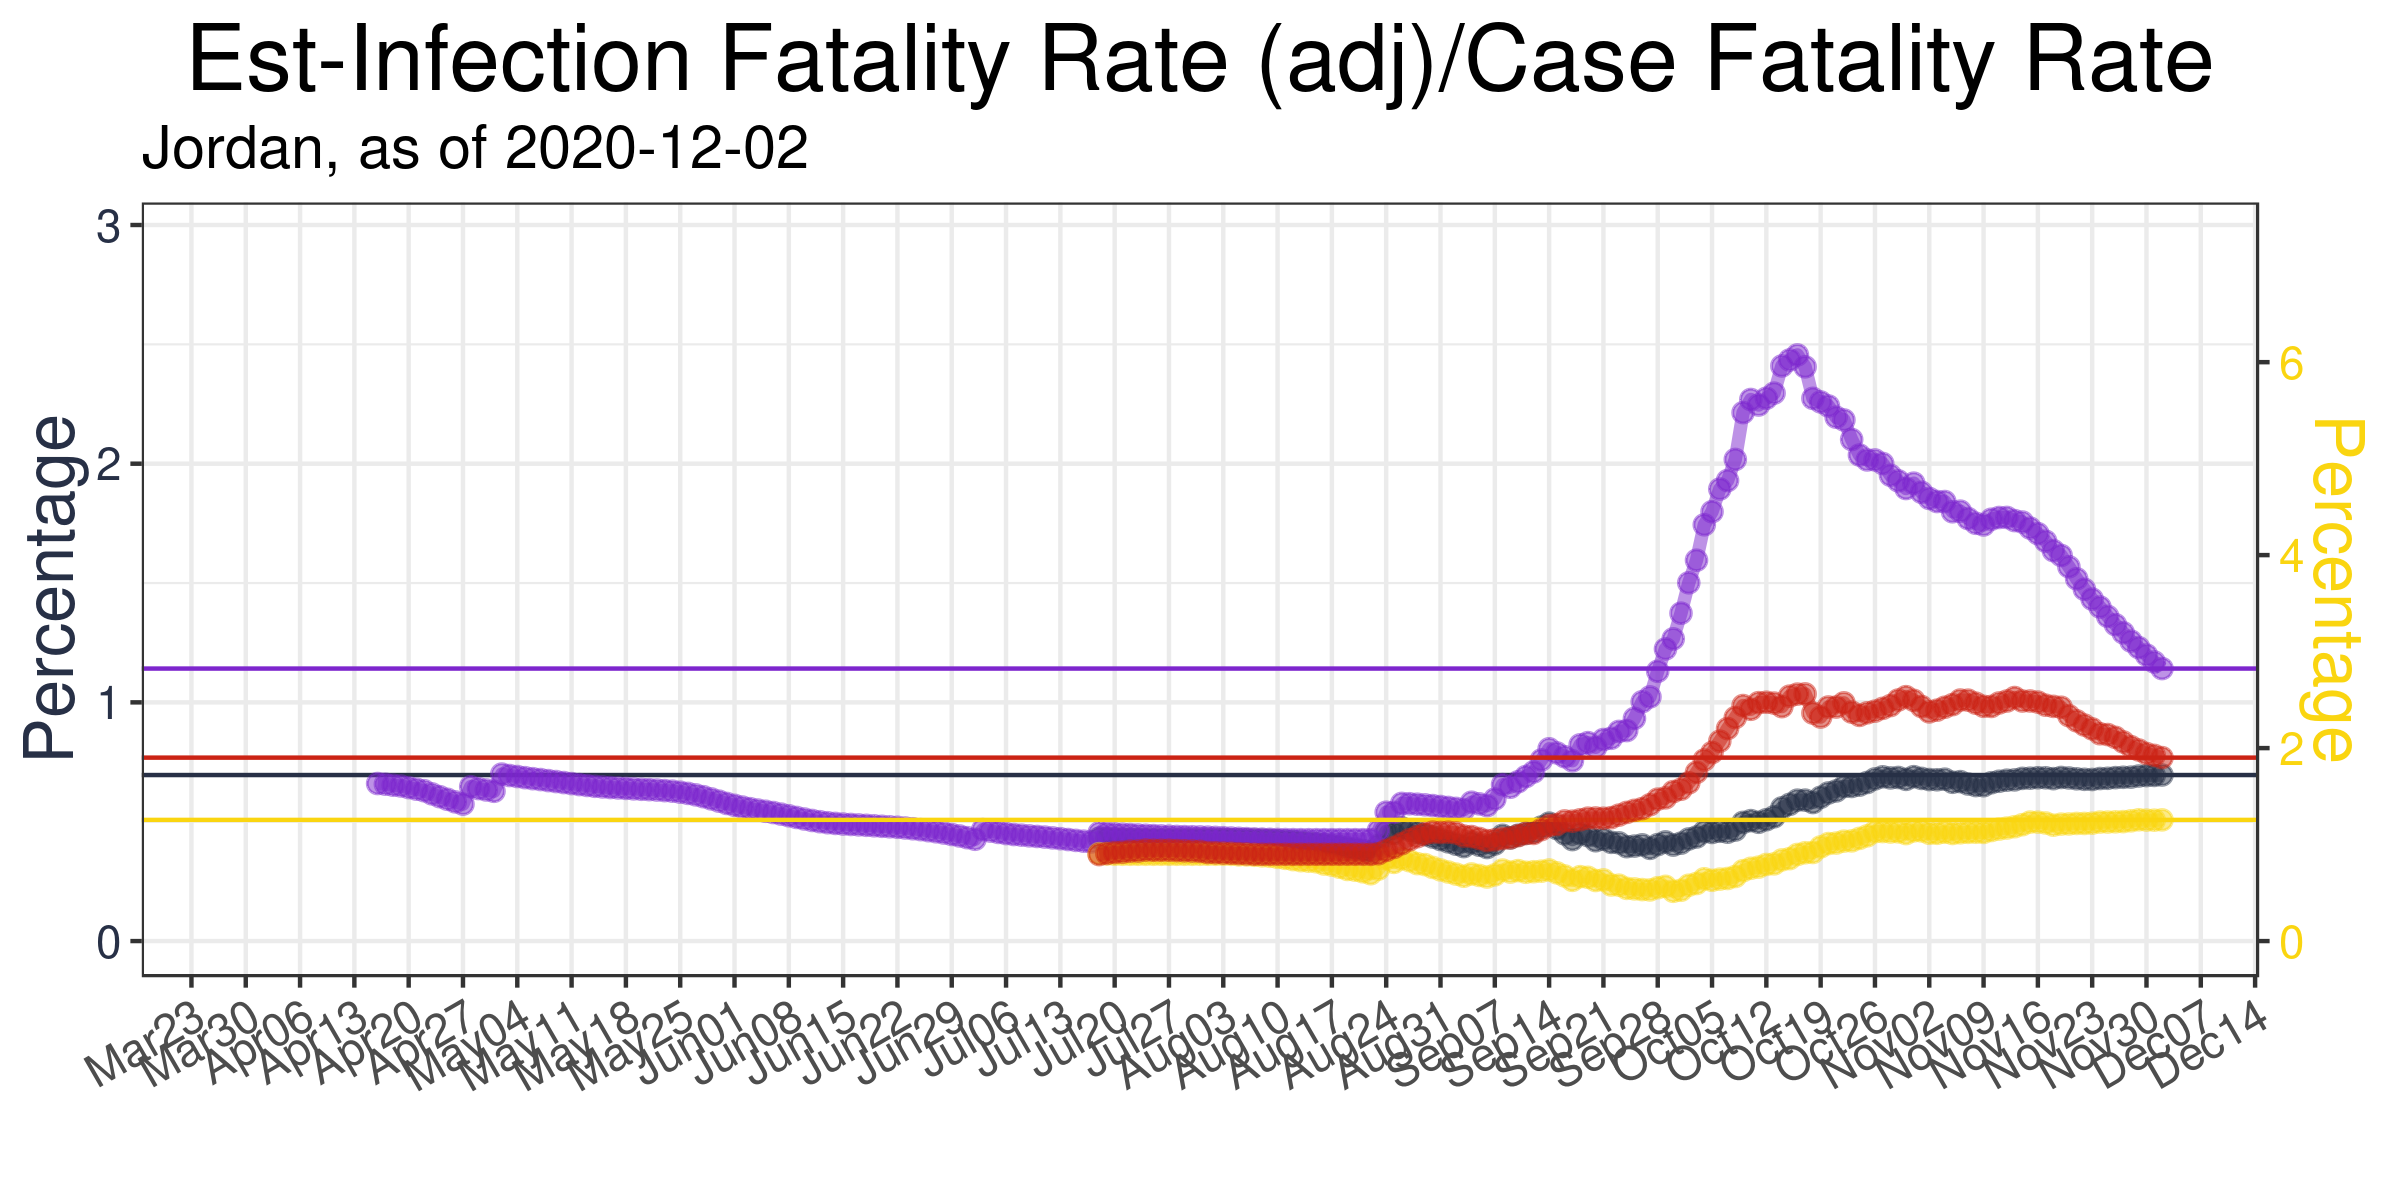 Est-Infection Fatality Rate (adj)/Case Fatality Rate
Jordan, as of 2020-12-02
Percentage
3
2
1
0
6
4
2
0
Percentage
Mar23
Mar30
Apr06
Apr13
Apr20
Apr27
May04
May11
May18
May25
Jun01
Jun08
Jun15
Jun22
Jun29
Jul06
Jul13
Jul20
Jul27
Aug03
Aug10
Aug17
Aug24
Aug31
Sep07
Sep14
Sep21
Sep28
Oct05
Oct12
Oct19
Oct26
Nov02
Nov09
Nov16
Nov23
Nov30
Dec07
Dec14